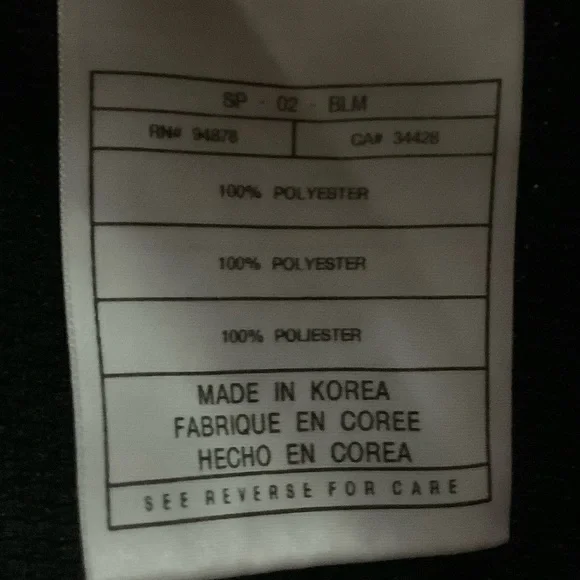 SP - 02 - BLM
RN# 94878 CA# 34428
100% POLYESTER
100% POLYESTER
100% POLIESTER
MADE IN KOREA
FABRIQUE EN COREE
HECHO EN COREA
SEE REVERSE FOR CARE